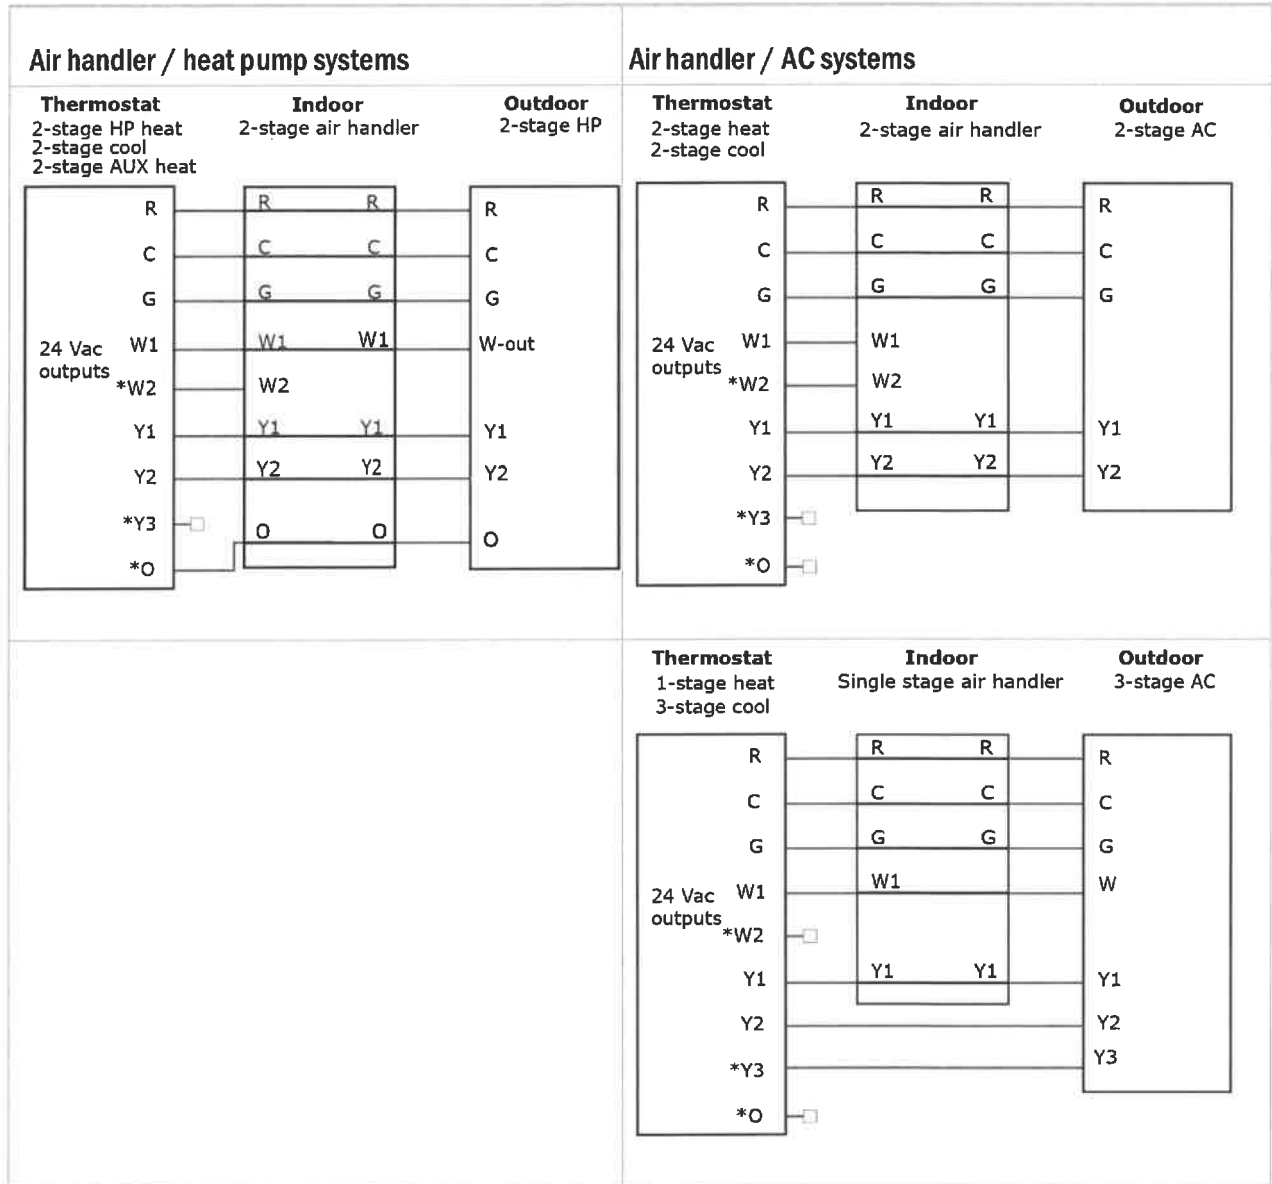 Air handler / heat pump systems
Thermostat
2-stage HP heat
2-stage cool
2-stage AUX heat
Indoor
2-stage air handler
Outdoor
2-stage HP
R R R R
C C C C
G G G G
24 Vac
outputs
W1 W1 W1 W-out
*W2 W2
Y1 Y1 Y1 Y1
Y2 Y2 Y2 Y2
*Y3
O O O
*O
Air handler / AC systems
Thermostat
2-stage heat
2-stage cool
Indoor
2-stage air handler
Outdoor
2-stage AC
R R R R
C C C C
G G G G
24 Vac
outputs
W1 W1
*W2 W2
Y1 Y1 Y1 Y1
Y2 Y2 Y2 Y2
*Y3
*O
Thermostat
1-stage heat
3-stage cool
Indoor
Single stage air handler
Outdoor
3-stage AC
R R R R
C C C C
G G G G
24 Vac
outputs
W1 W1 W
*W2
Y1 Y1 Y1 Y1
Y2 Y2
*Y3 Y3
*O